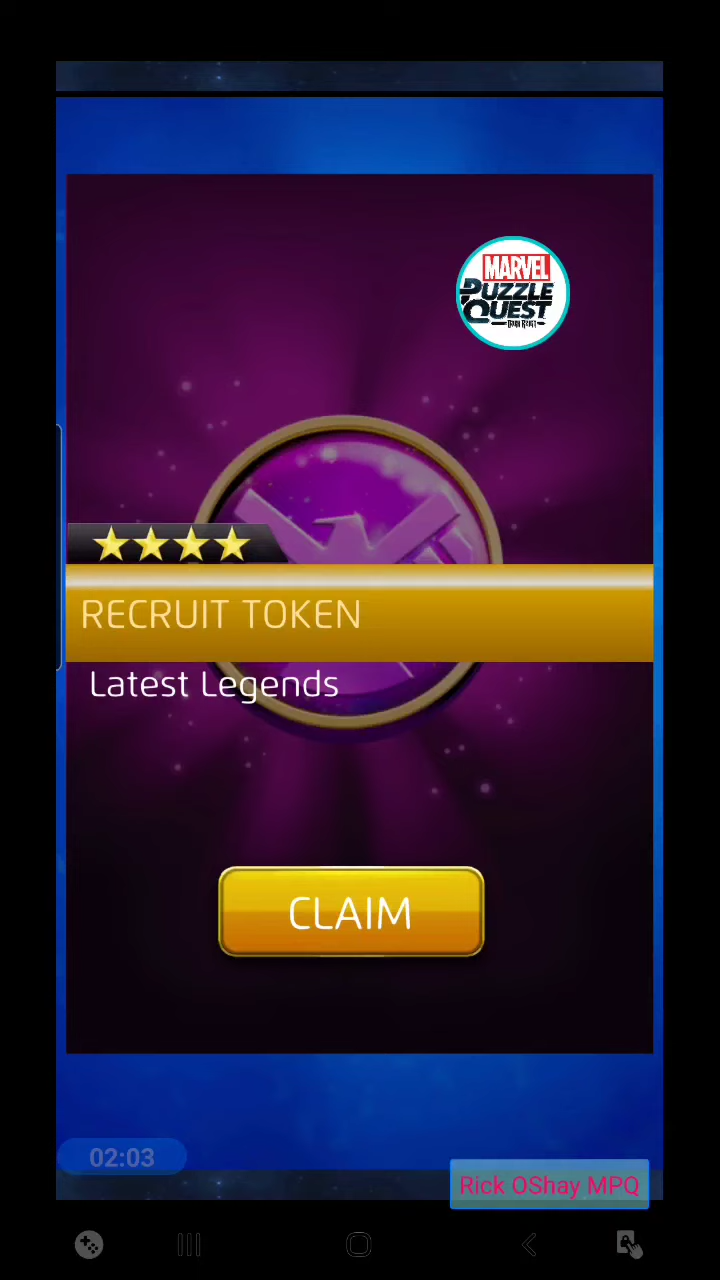 MARVEL
PUZZLE
QUEST
RECRUIT TOKEN
Latest Legends
CLAIM
02:03
Rick OShay MPQ